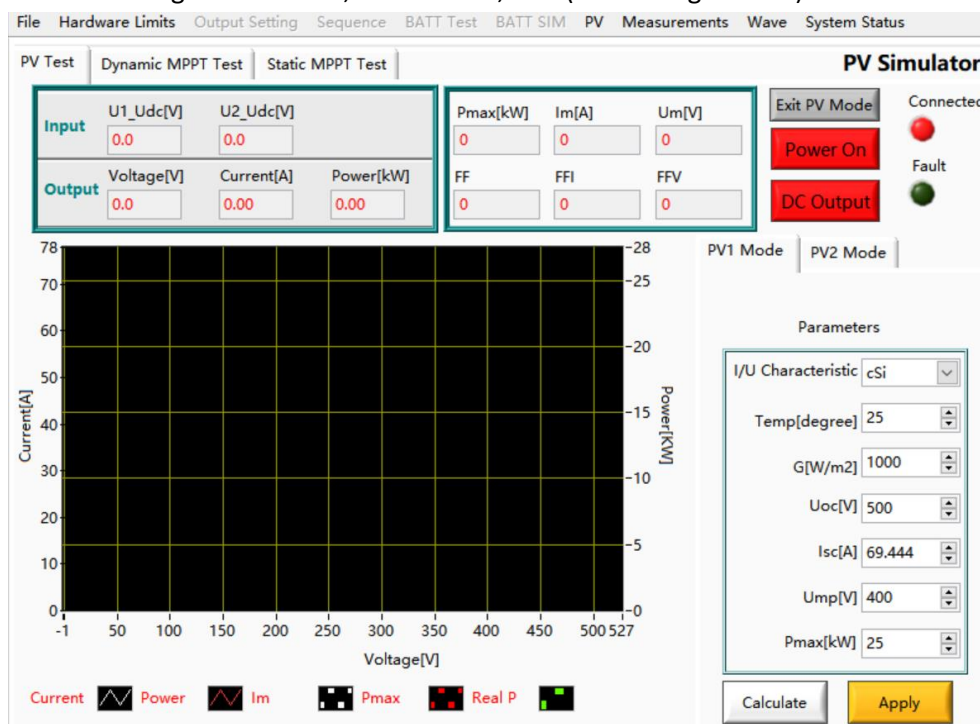 File Hardware Limits Output Setting Sequence BATT Test BATT SIM PV Measurements Wave System Status
PV Test Dynamic MPPT Test Static MPPT Test PV Simulator
Input U1_Udc[V] U2_Udc[V]
0.0 0.0
Output Voltage[V] Current[A] Power[kW]
0.0 0.00 0.00
Pmax[kW] Im[A] Um[V]
0 0 0
FF FFI FFV
0 0 0
Exit PV Mode Connected
Power On
Fault
DC Output
78 28
70 25
60
20
50
40 15
30
10
20
5
10
0 0
-1 50 100 150 200 250 300 350 400 450 500 527
Current[A]
Power[KW]
Voltage[V]
Current Power Im Pmax Real P
PV1 Mode PV2 Mode
Parameters
I/U Characteristic cSi
Temp[degree] 25
G[W/m2] 1000
Uoc[V] 500
Isc[A] 69.444
Ump[V] 400
Pmax[kW] 25
Calculate Apply